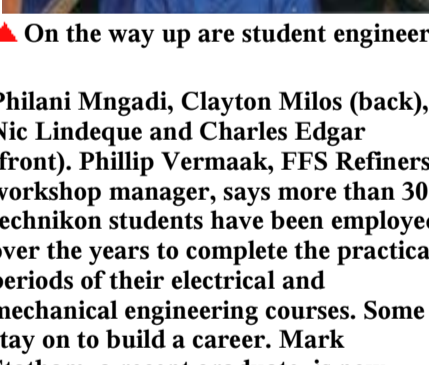 On the way up are student engineer
Philani Mngadi, Clayton Milos (back),
Nic Lindeque and Charles Edgar
(front). Phillip Vermaak, FFS Refiners
workshop manager, says more than 30
technikon students have been employed
over the years to complete the practica
periods of their electrical and
mechanical engineering courses. Some
stay on to build a career. Mark